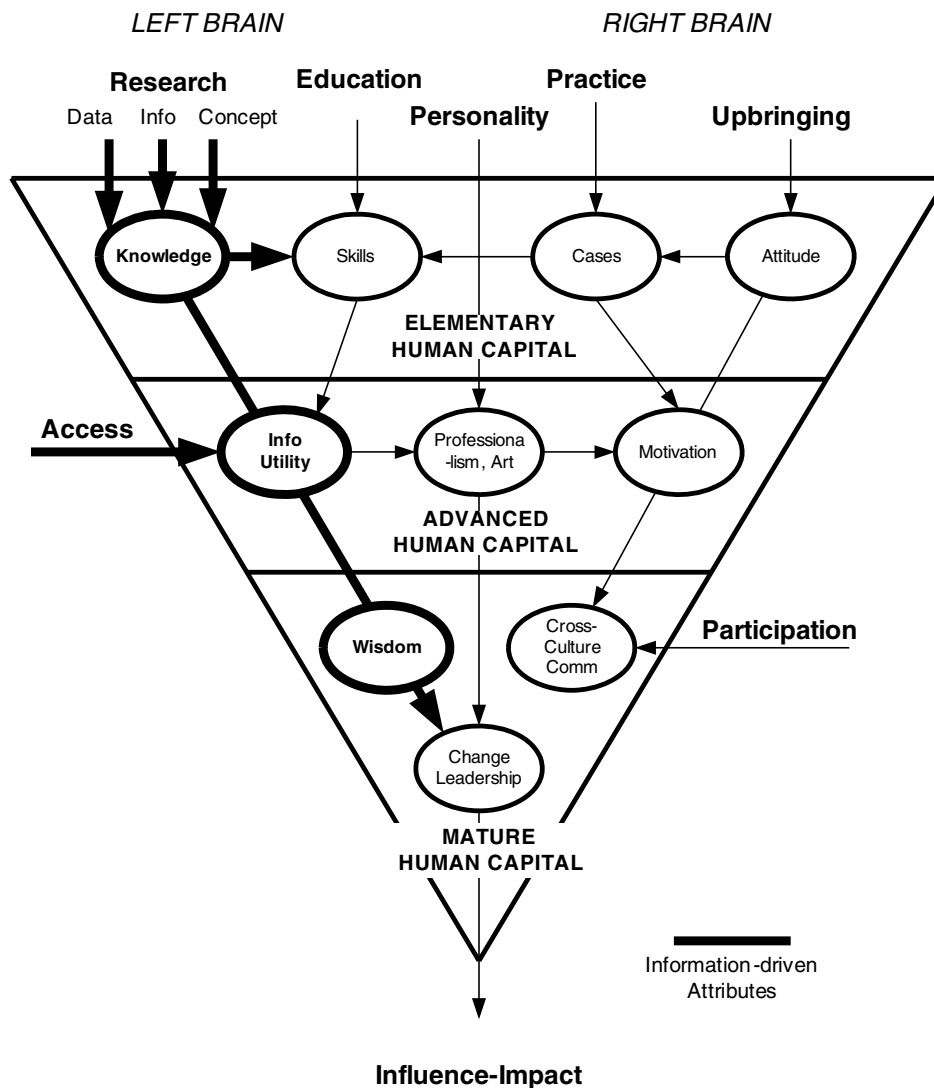 LEFT BRAIN
RIGHT BRAIN
Research
Education
Practice
Data
Info
Concept
Personality
Upbringing
Knowledge
Skills
Cases
Attitude
ELEMENTARY
HUMAN CAPITAL
Access
Info
Utility
Professiona
-lism, Art
Motivation
ADVANCED
HUMAN CAPITAL
Wisdom
Cross-
Culture
Comm
Participation
Change
Leadership
MATURE
HUMAN CAPITAL
Information-driven
Attributes
Influence-Impact